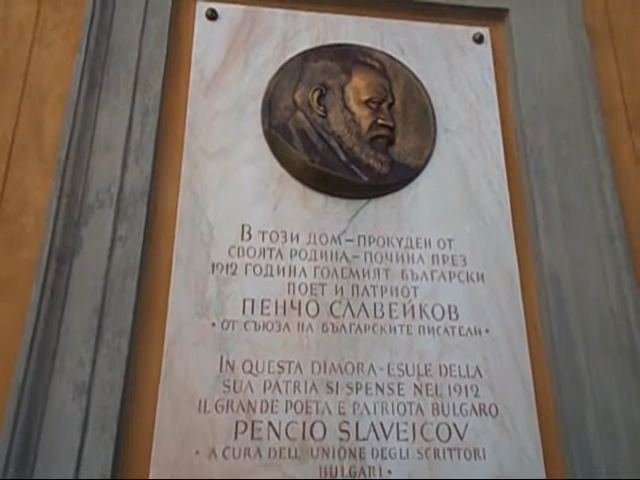 В ТОЗИ ДОМ – ПРОКУДЕН ОТ
СВОЯТА РОДИНА – ПОЧИНА ПРЕЗ
1912 ГОДИНА ГОЛЕМИЯТ БЪЛГАРСКИ
ПОЕТ И ПАТРИОТ
ПЕНЧО СЛАВЕЙКОВ
· ОТ СЪЮЗА НА БЪЛГАРСКИТЕ ПИСАТЕЛИ ·
IN QUESTA DIMORA - ESULE DELLA
SUA PATRIA SI SPENSE NEL 1912
IL GRANDE POETA E PATRIOTA BULGARO
PENCIO SLAVEJCOV
· A CURA DELL' UNIONE DEGLI SCRITTORI
BULGARI ·